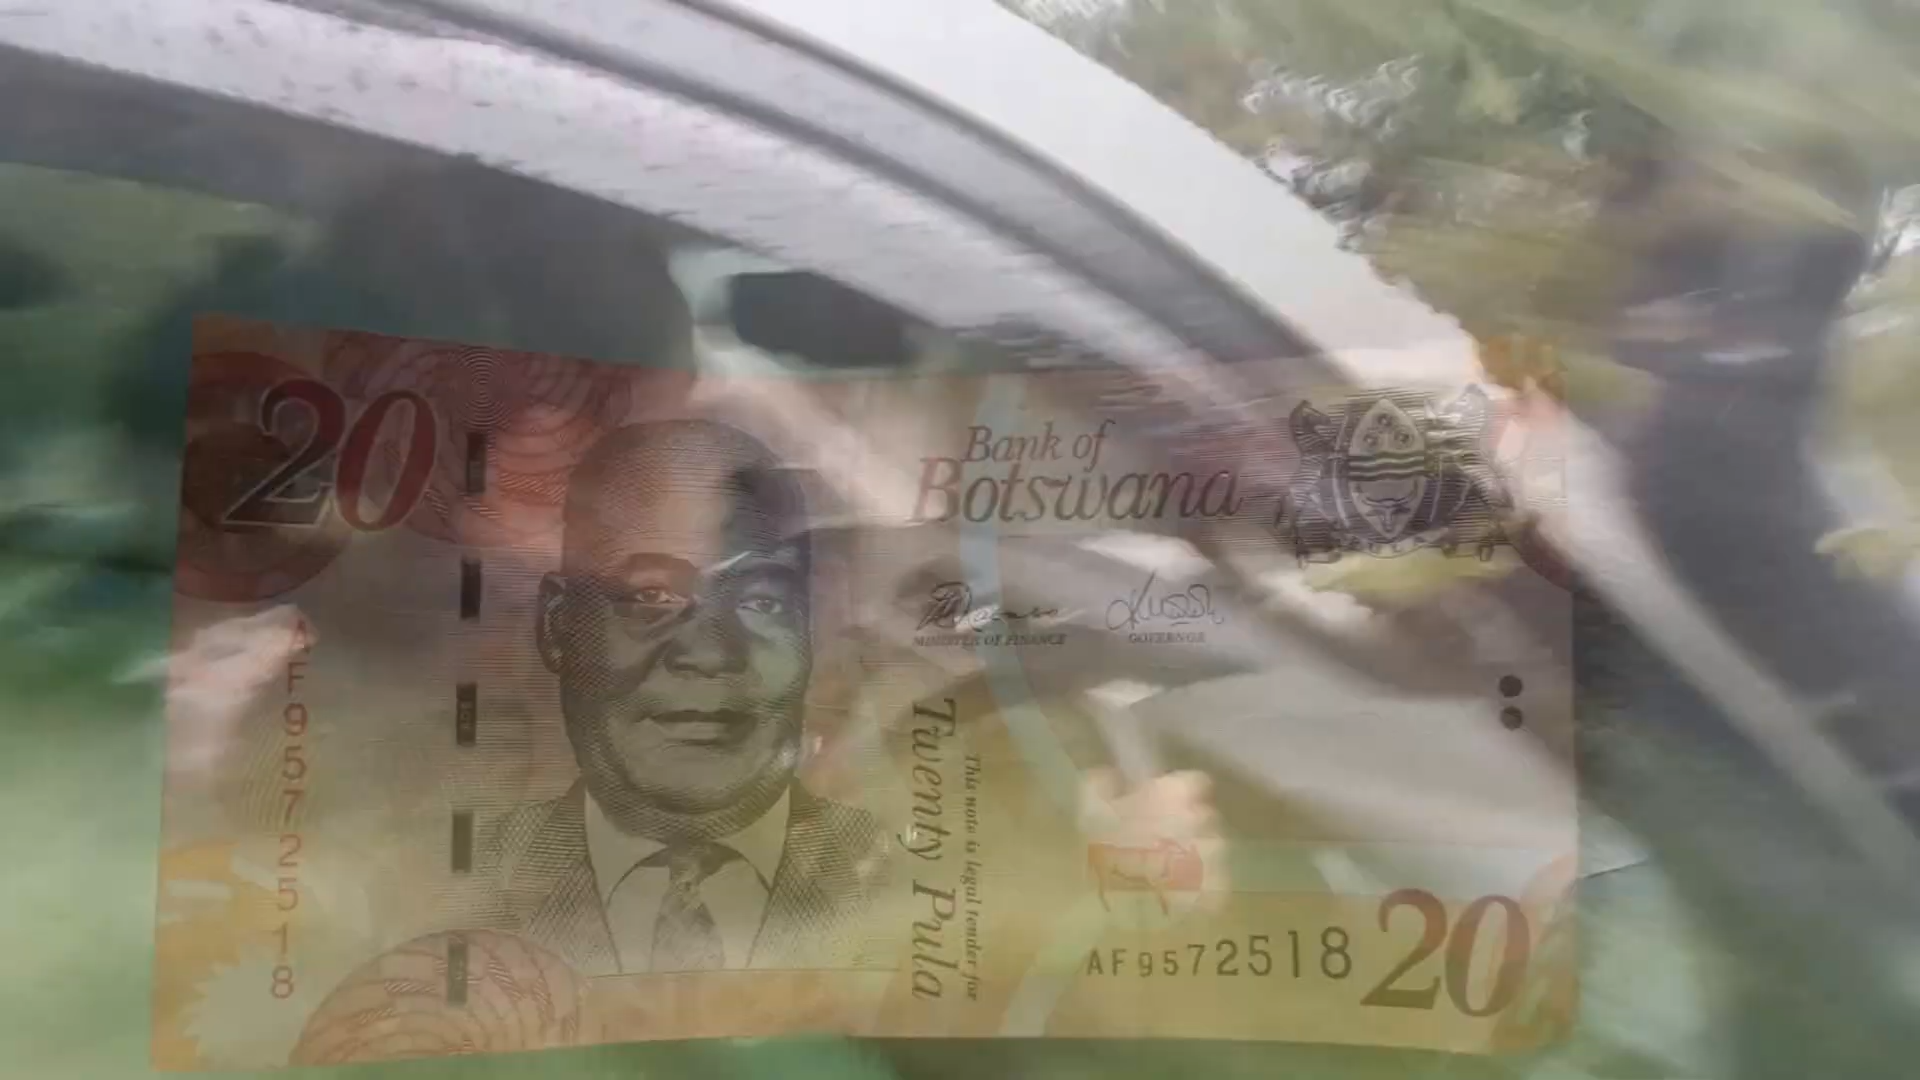 20
Bank of
Botswana
MINISTER OF FINANCE
GOVERNOR
AF9572518
Twenty Pula
This note is legal tender for
AF9572518
20